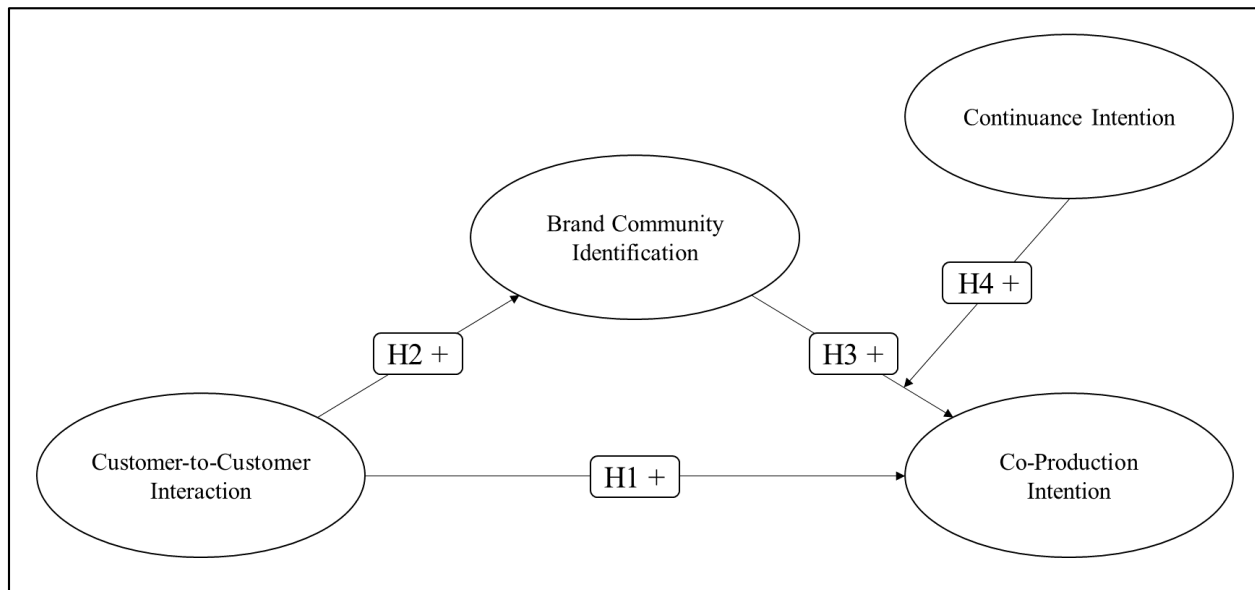 Continuance Intention
Brand Community
Identification
H4 +
H2 +
H3 +
Customer-to-Customer
Interaction
H1 +
Co-Production
Intention